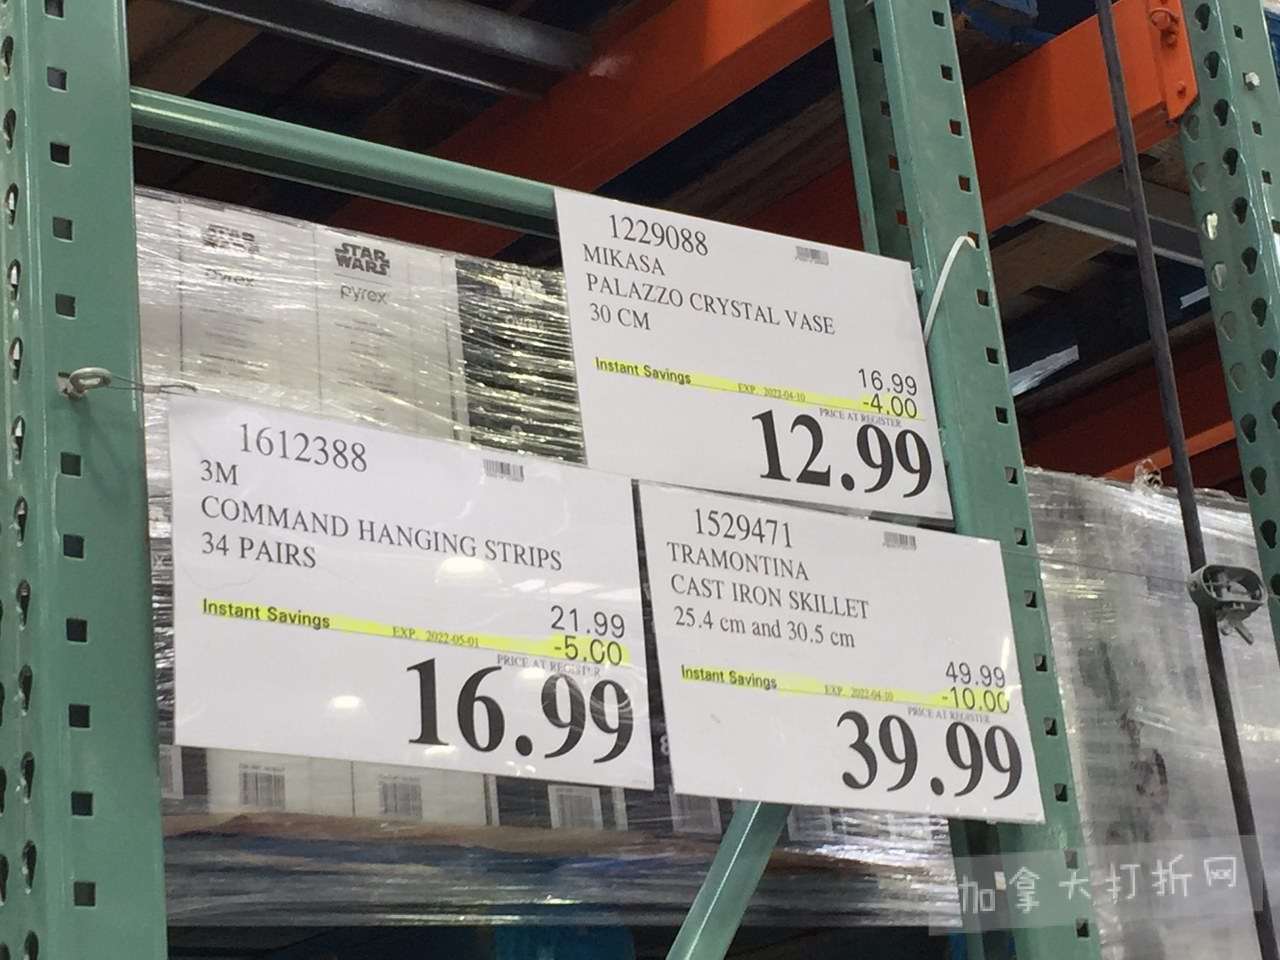 STAR
WARS
pyrex
STAR
WARS
pyrex
1229088
MIKASA
PALAZZO CRYSTAL VASE
30 CM
16.99
Instant Savings EXP. 2022-04-10 -4.00
PRICE AT REGISTER
12.99
1612388
3M
COMMAND HANGING STRIPS
34 PAIRS
21.99
Instant Savings EXP. 2022-05-01 -5.00
PRICE AT REGISTER
16.99
1529471
TRAMONTINA
CAST IRON SKILLET
25.4 cm and 30.5 cm
49.99
Instant Savings EXP. 2022-04-10 -10.00
PRICE AT REGISTER
39.99
加拿大打折网